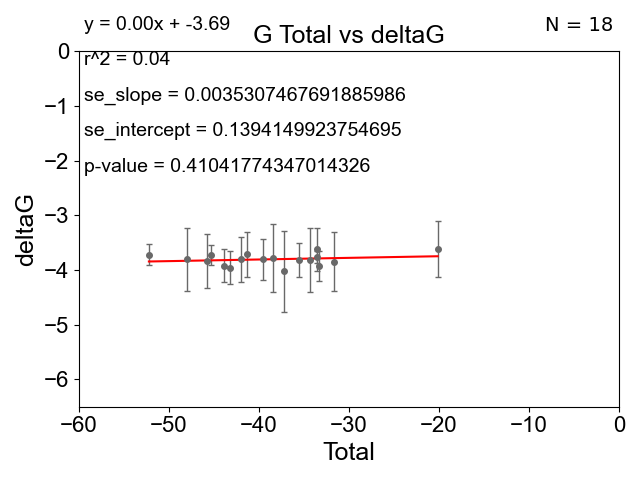 y = 0.00x + -3.69
N = 18
G Total vs deltaG
r^2 = 0.04
se_slope = 0.0035307467691885986
se_intercept = 0.1394149923754695
p-value = 0.41041774347014326
deltaG
0
−1
−2
−3
−4
−5
−6
−60
−50
−40
−30
−20
−10
0
Total